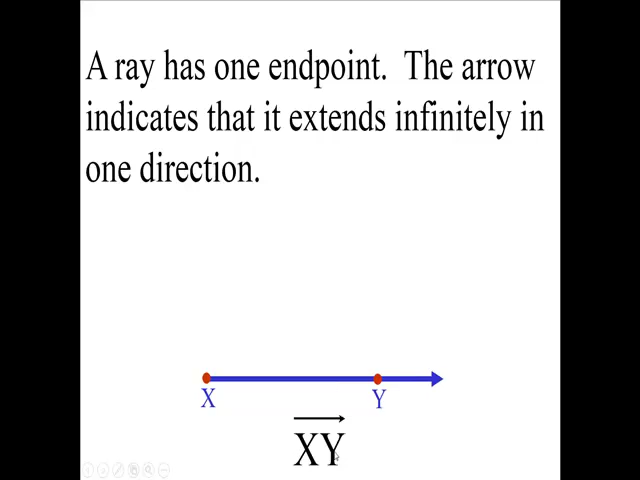 A ray has one endpoint.  The arrow
indicates that it extends infinitely in
one direction.
X Y
XY